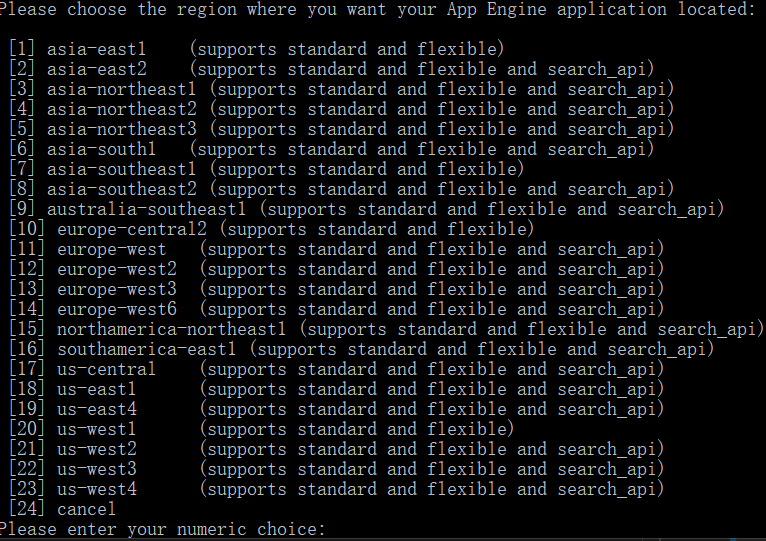 Please choose the region where you want your App Engine application located:
[1] asia-east1    (supports standard and flexible)
[2] asia-east2    (supports standard and flexible and search_api)
[3] asia-northeast1 (supports standard and flexible and search_api)
[4] asia-northeast2 (supports standard and flexible and search_api)
[5] asia-northeast3 (supports standard and flexible and search_api)
[6] asia-south1   (supports standard and flexible and search_api)
[7] asia-southeast1 (supports standard and flexible)
[8] asia-southeast2 (supports standard and flexible and search_api)
[9] australia-southeast1 (supports standard and flexible and search_api)
[10] europe-central2 (supports standard and flexible)
[11] europe-west   (supports standard and flexible and search_api)
[12] europe-west2  (supports standard and flexible and search_api)
[13] europe-west3  (supports standard and flexible and search_api)
[14] europe-west6  (supports standard and flexible and search_api)
[15] northamerica-northeast1 (supports standard and flexible and search_api)
[16] southamerica-east1 (supports standard and flexible and search_api)
[17] us-central    (supports standard and flexible and search_api)
[18] us-east1      (supports standard and flexible and search_api)
[19] us-east4      (supports standard and flexible and search_api)
[20] us-west1      (supports standard and flexible)
[21] us-west2      (supports standard and flexible and search_api)
[22] us-west3      (supports standard and flexible and search_api)
[23] us-west4      (supports standard and flexible and search_api)
[24] cancel
Please enter your numeric choice: